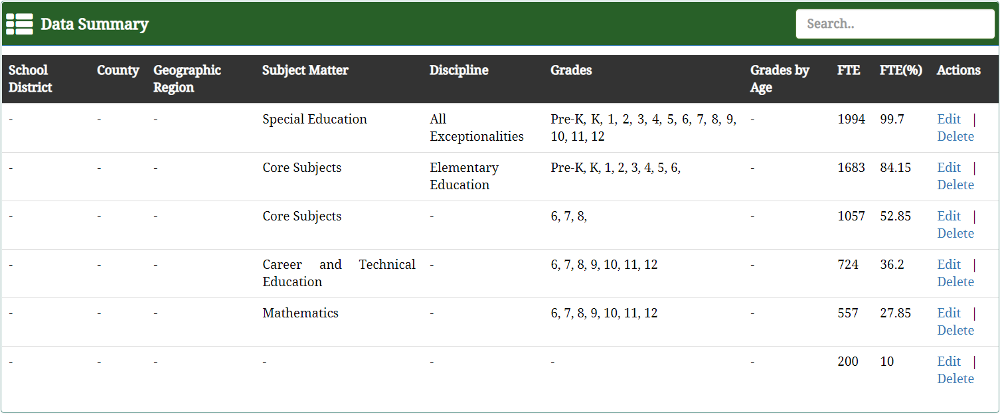 Data Summary
Search..
School District County Geographic Region Subject Matter Discipline Grades Grades by Age FTE FTE(%) Actions
- - - Special Education All Exceptionalities Pre-K, K, 1, 2, 3, 4, 5, 6, 7, 8, 9, 10, 11, 12 - 1994 99.7 Edit | Delete
- - - Core Subjects Elementary Education Pre-K, K, 1, 2, 3, 4, 5, 6, - 1683 84.15 Edit | Delete
- - - Core Subjects - 6, 7, 8, - 1057 52.85 Edit | Delete
- - - Career and Technical Education - 6, 7, 8, 9, 10, 11, 12 - 724 36.2 Edit | Delete
- - - Mathematics - 6, 7, 8, 9, 10, 11, 12 - 557 27.85 Edit | Delete
- - - - - - - 200 10 Edit | Delete